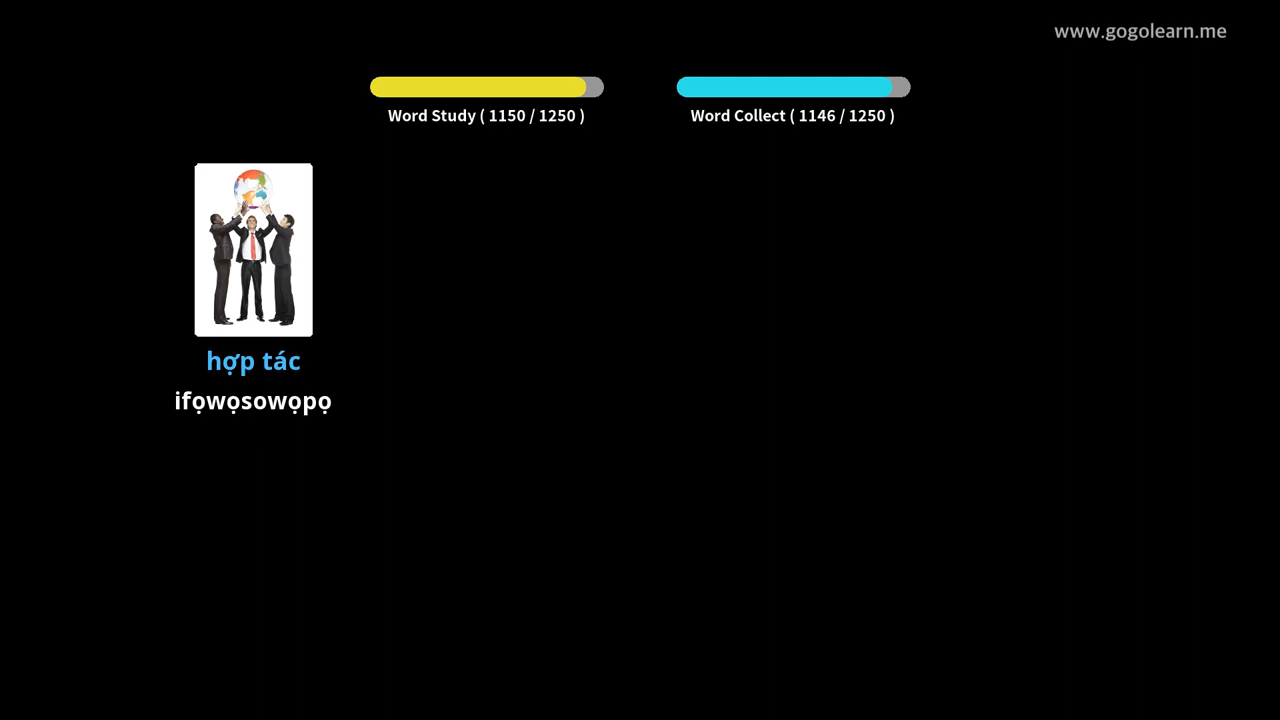 www.gogolearn.me
Word Study ( 1150 / 1250 )
Word Collect ( 1146 / 1250 )
hợp tác
ifọwọsowọpọ